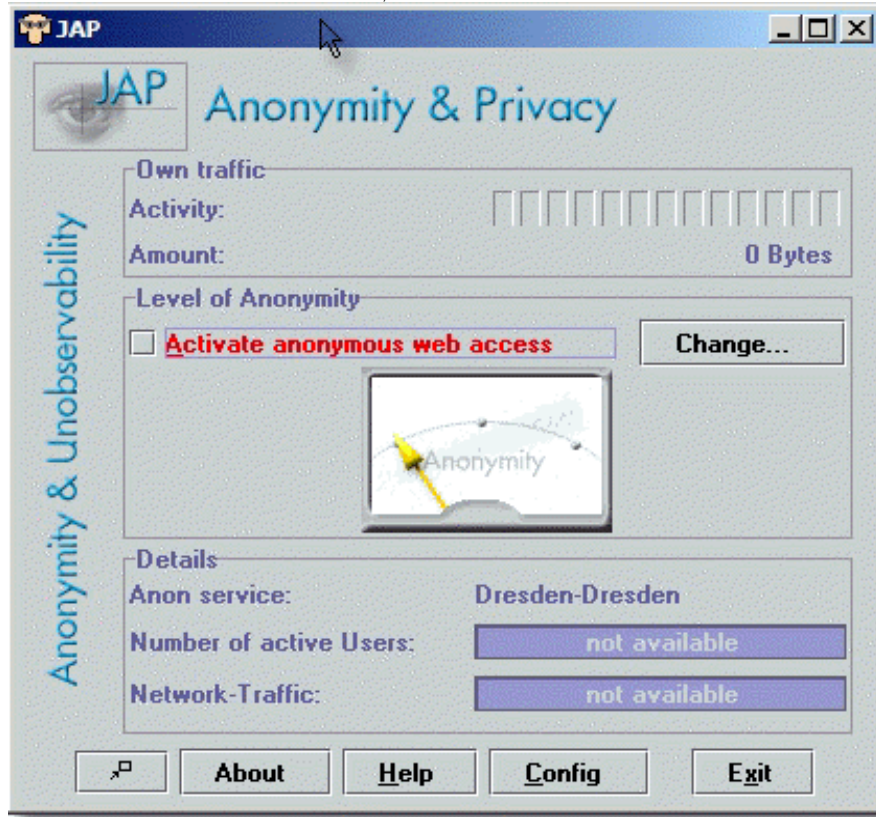 JAP
JAP
Anonymity & Privacy
Anonymity & Unobservability
Own traffic
Activity:
Amount: 0 Bytes
Level of Anonymity
Activate anonymous web access Change...
Anonymity
Details
Anon service: Dresden-Dresden
Number of active Users: not available
Network-Traffic: not available
About Help Config Exit